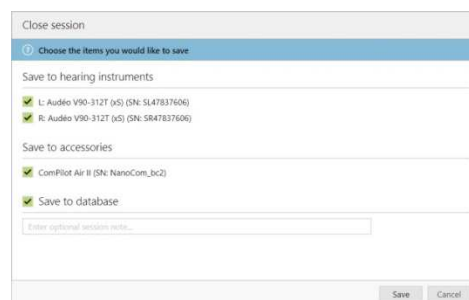 Close session
? Choose the items you would like to save
Save to hearing instruments
L: Audéo V90-312T (xS) (SN: SL47837606)
R: Audéo V90-312T (xS) (SN: SR47837606)
Save to accessories
ComPilot Air II (SN: NanoCom_bc2)
Save to database
Enter optional session note...
Save Cancel